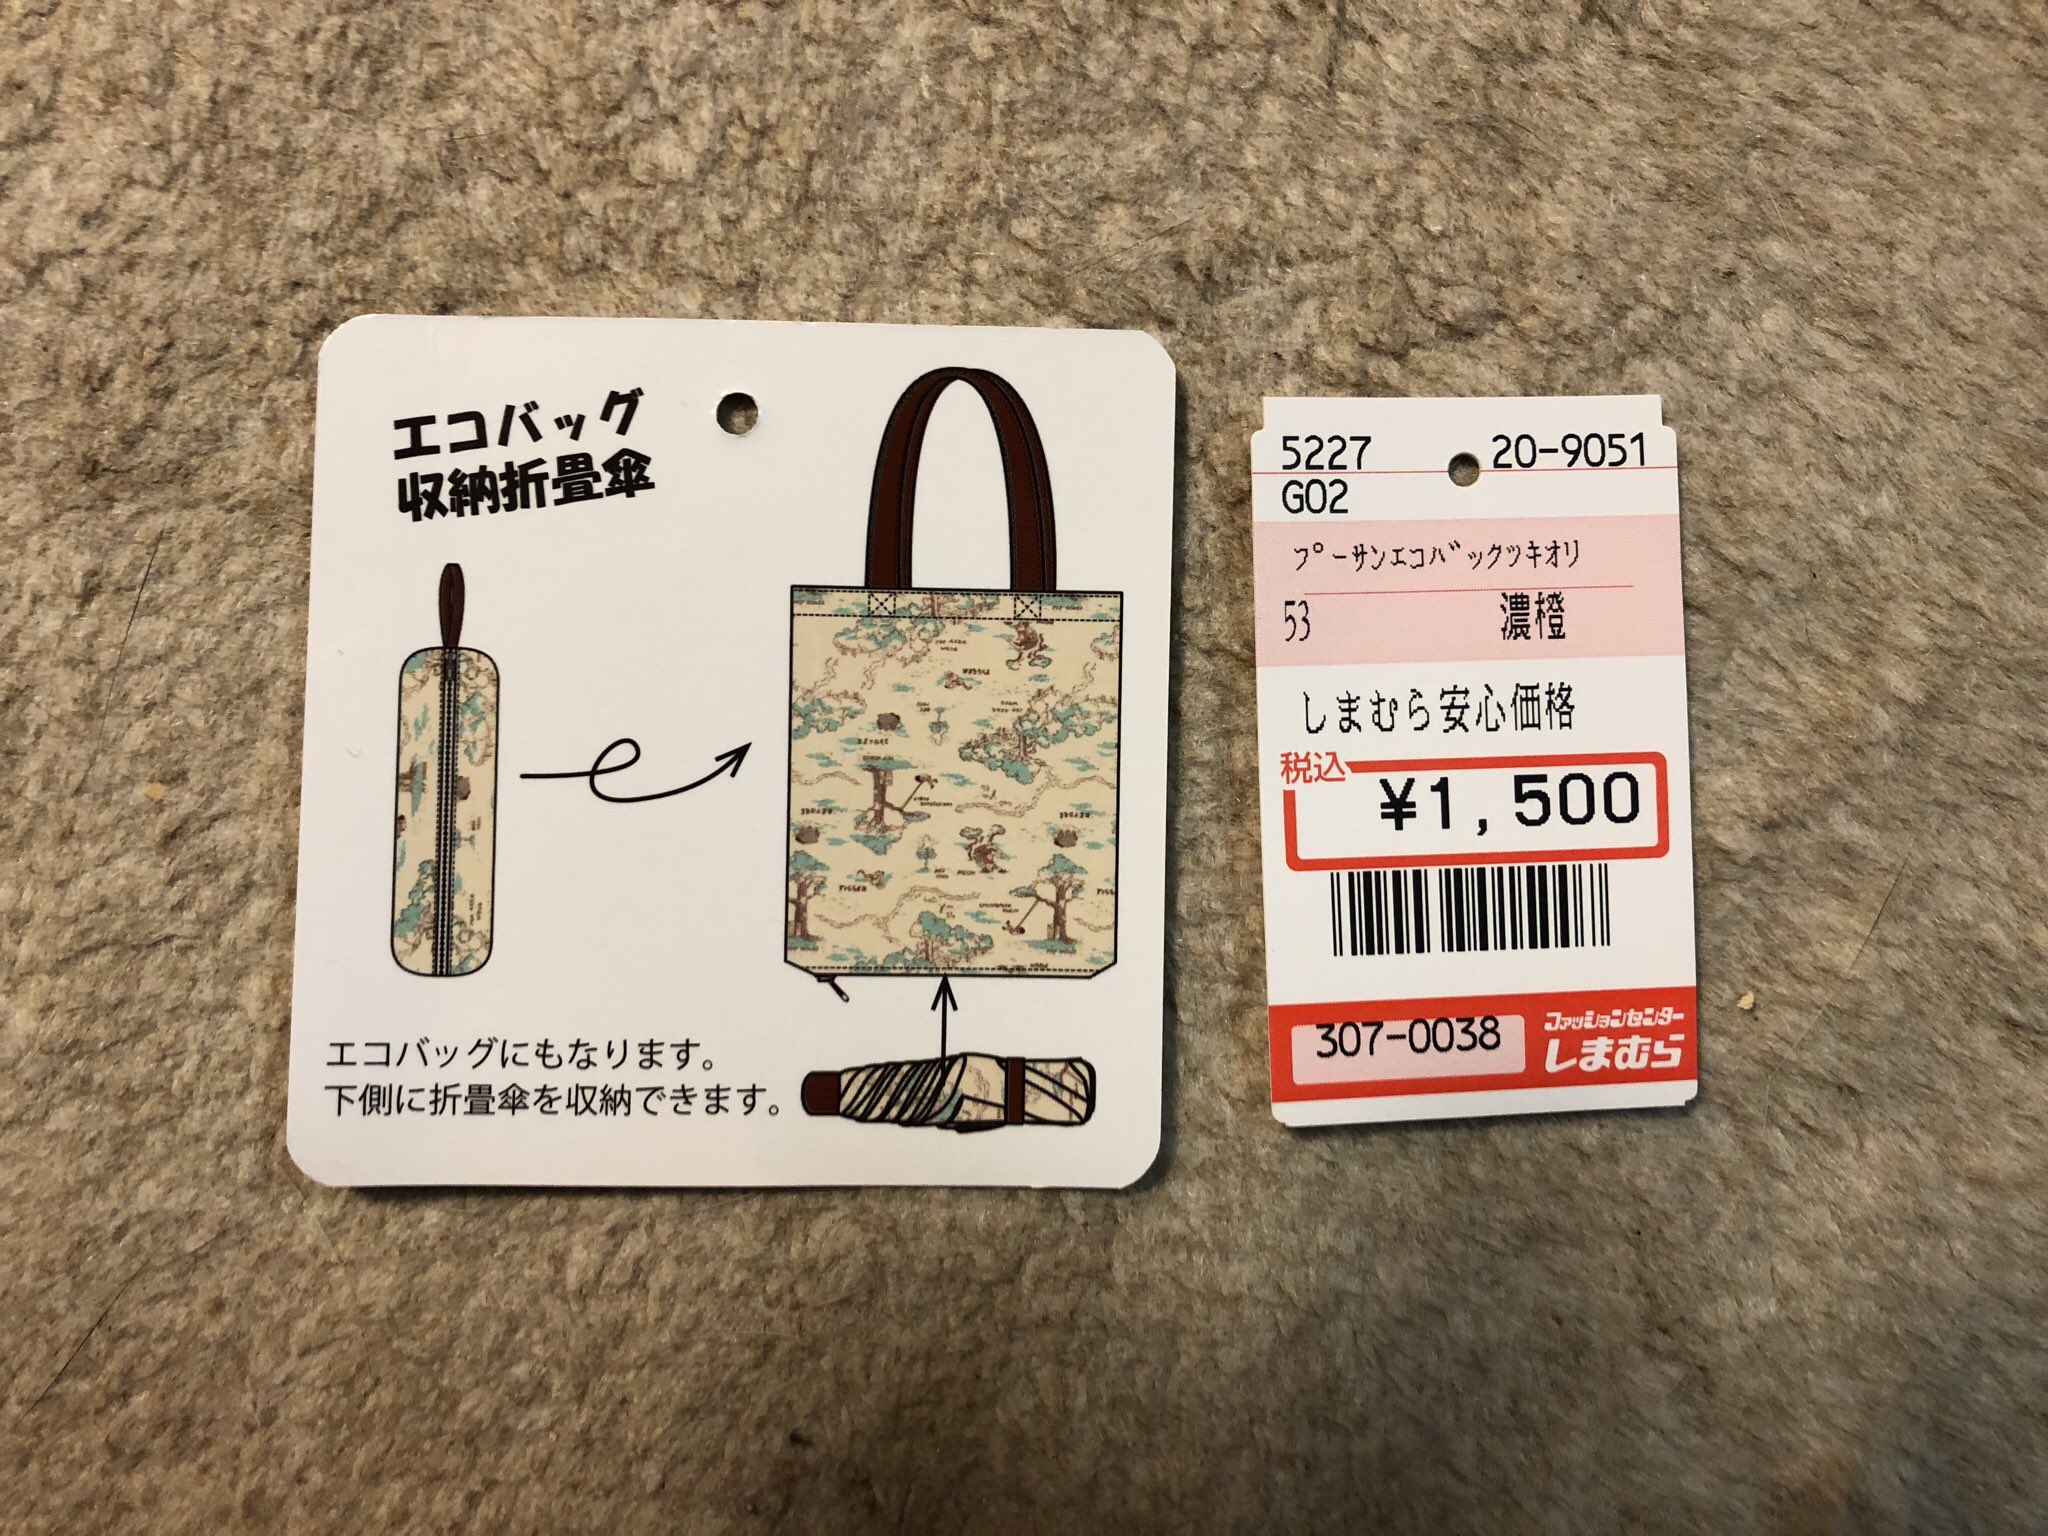 エコバッグ
収納折畳傘
エコバッグにもなります。
下側に折畳傘を収納できます。
5227 20-9051
G02
プーサンエコバックツキオリ
53 濃橙
しまむら安心価格
税込 ¥1,500
307-0038
ファッションセンター
しまむら